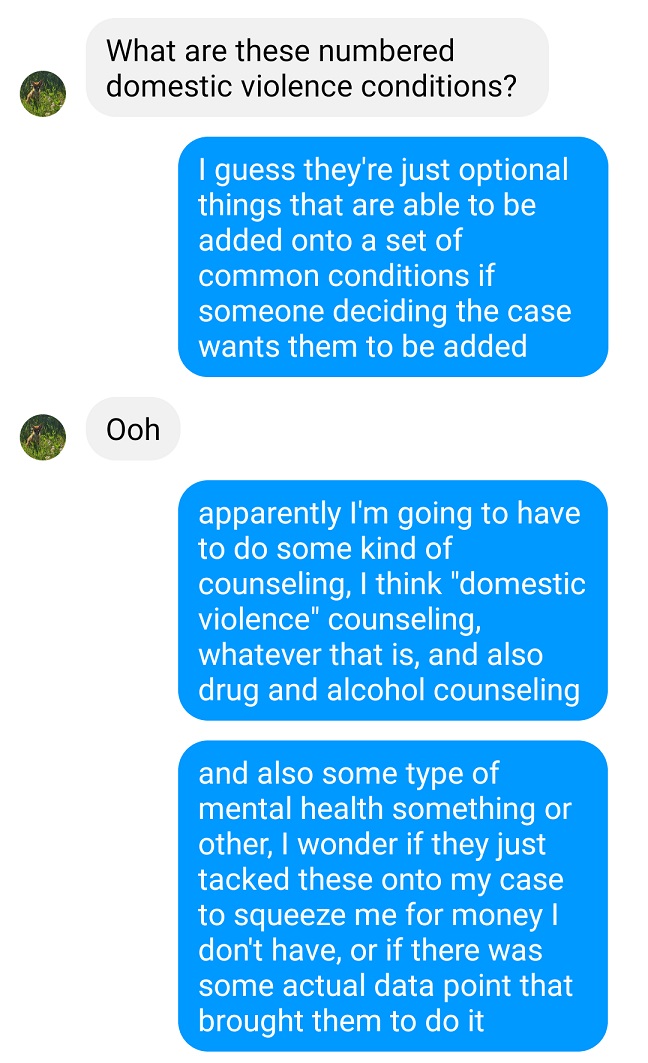 What are these numbered
domestic violence conditions?
I guess they're just optional
things that are able to be
added onto a set of
common conditions if
someone deciding the case
wants them to be added
Ooh
apparently I'm going to have
to do some kind of
counseling, I think "domestic
violence" counseling,
whatever that is, and also
drug and alcohol counseling
and also some type of
mental health something or
other, I wonder if they just
tacked these onto my case
to squeeze me for money I
don't have, or if there was
some actual data point that
brought them to do it